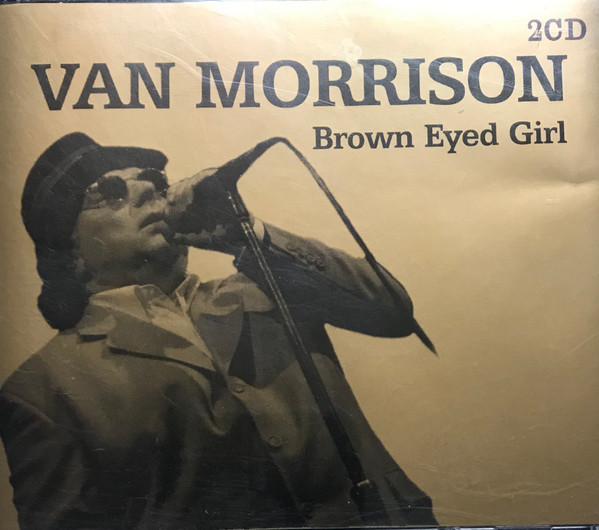 2CD
VAN MORRISON
Brown Eyed Girl